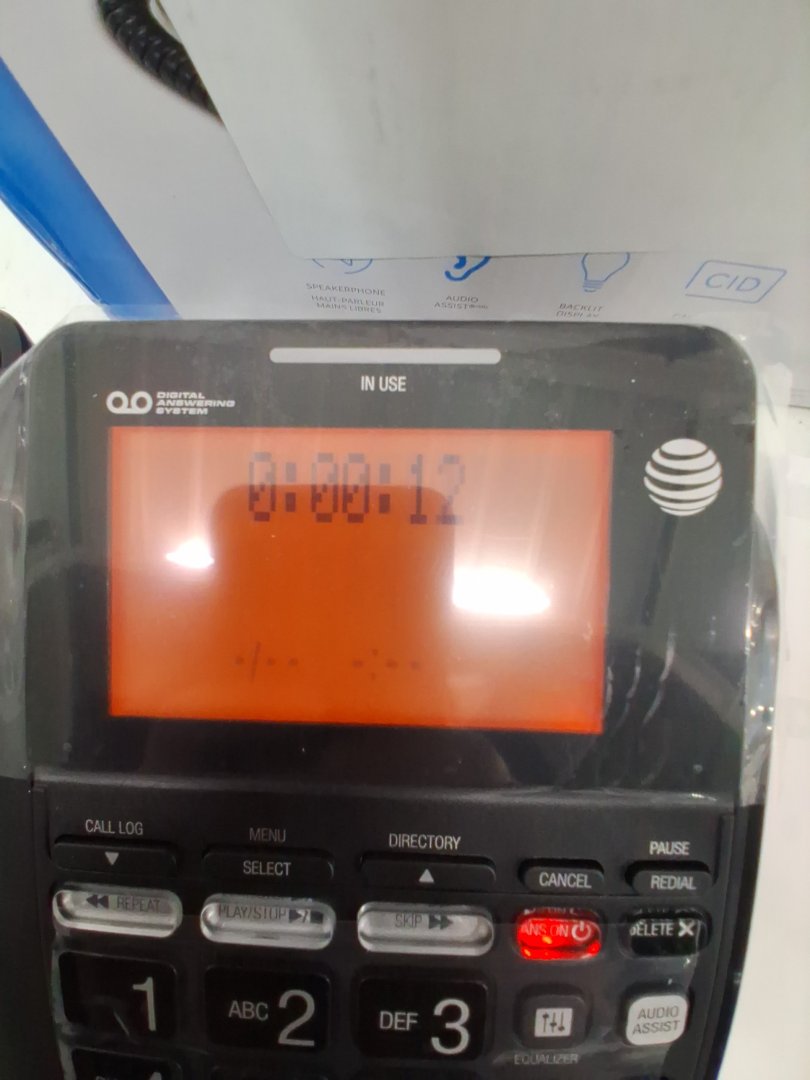 SPEAKERPHONE
HAUT-PARLEUR
MAINS LIBRES
AUDIO
ASSIST
BACKLIT
DISPLAY
CID
IN USE
DIGITAL
ANSWERING
SYSTEM
0:00:12
-/-- --:--
CALL LOG
MENU
SELECT
DIRECTORY
CANCEL
PAUSE
REDIAL
REPEAT
PLAY/STOP
SKIP
ANS ON
DELETE X
1
ABC 2
DEF 3
EQUALIZER
AUDIO
ASSIST